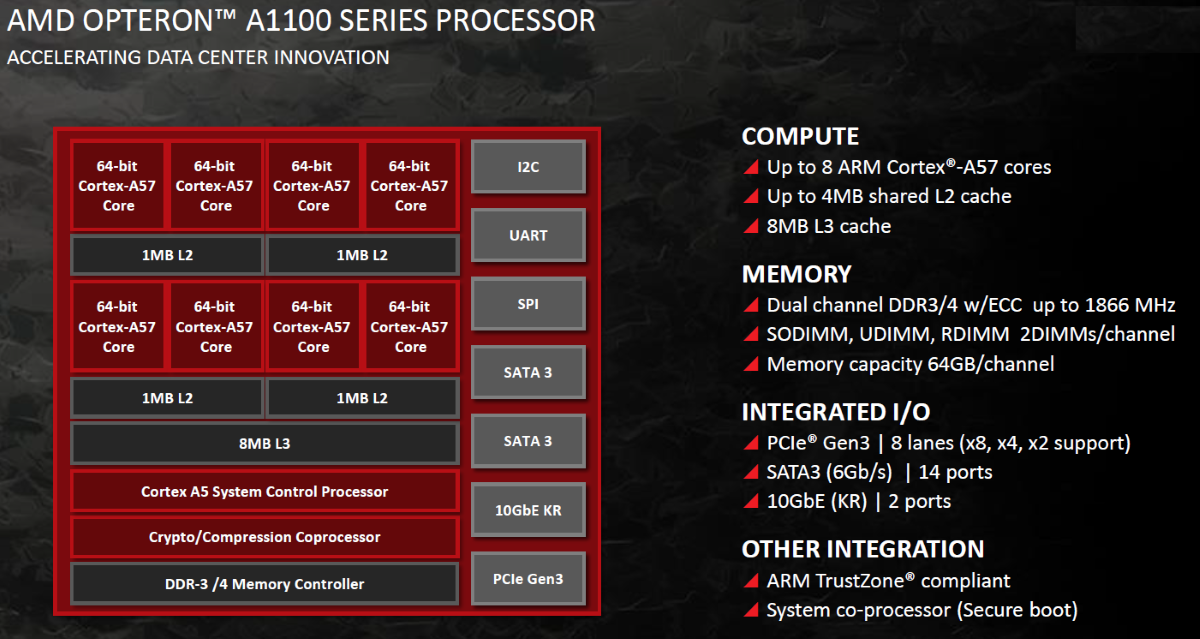 AMD OPTERON™ A1100 SERIES PROCESSOR
ACCELERATING DATA CENTER INNOVATION
64-bit
Cortex-A57
Core
64-bit
Cortex-A57
Core
64-bit
Cortex-A57
Core
64-bit
Cortex-A57
Core
1MB L2
1MB L2
64-bit
Cortex-A57
Core
64-bit
Cortex-A57
Core
64-bit
Cortex-A57
Core
64-bit
Cortex-A57
Core
1MB L2
1MB L2
8MB L3
Cortex A5 System Control Processor
Crypto/Compression Coprocessor
DDR-3 /4 Memory Controller
I2C
UART
SPI
SATA 3
SATA 3
10GbE KR
PCIe Gen3
COMPUTE
Up to 8 ARM Cortex®-A57 cores
Up to 4MB shared L2 cache
8MB L3 cache
MEMORY
Dual channel DDR3/4 w/ECC up to 1866 MHz
SODIMM, UDIMM, RDIMM 2DIMMs/channel
Memory capacity 64GB/channel
INTEGRATED I/O
PCIe® Gen3 | 8 lanes (x8, x4, x2 support)
SATA3 (6Gb/s) | 14 ports
10GbE (KR) | 2 ports
OTHER INTEGRATION
ARM TrustZone® compliant
System co-processor (Secure boot)